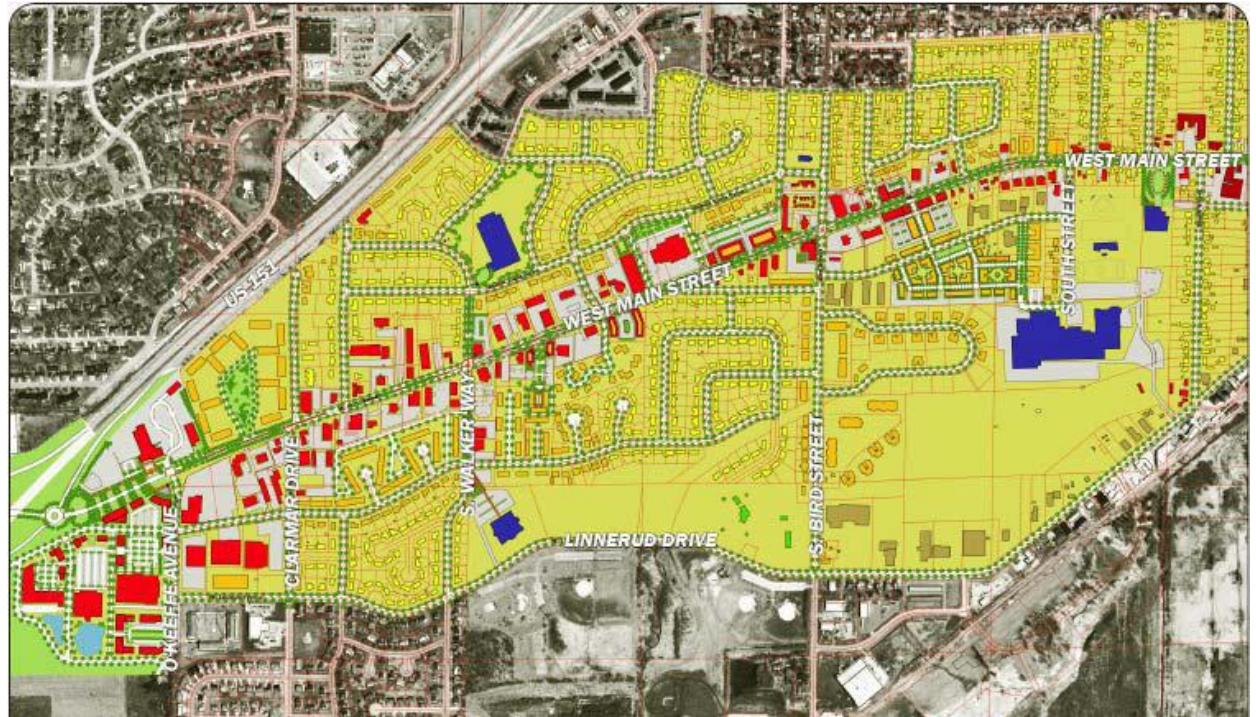 WEST MAIN STREET
SOUTH STREET
US 151
WEST MAIN STREET
S. WALKER WAY
CLARMAR DRIVE
S. BIRD STREET
O'KEEFFE AVENUE
LINNERUD DRIVE